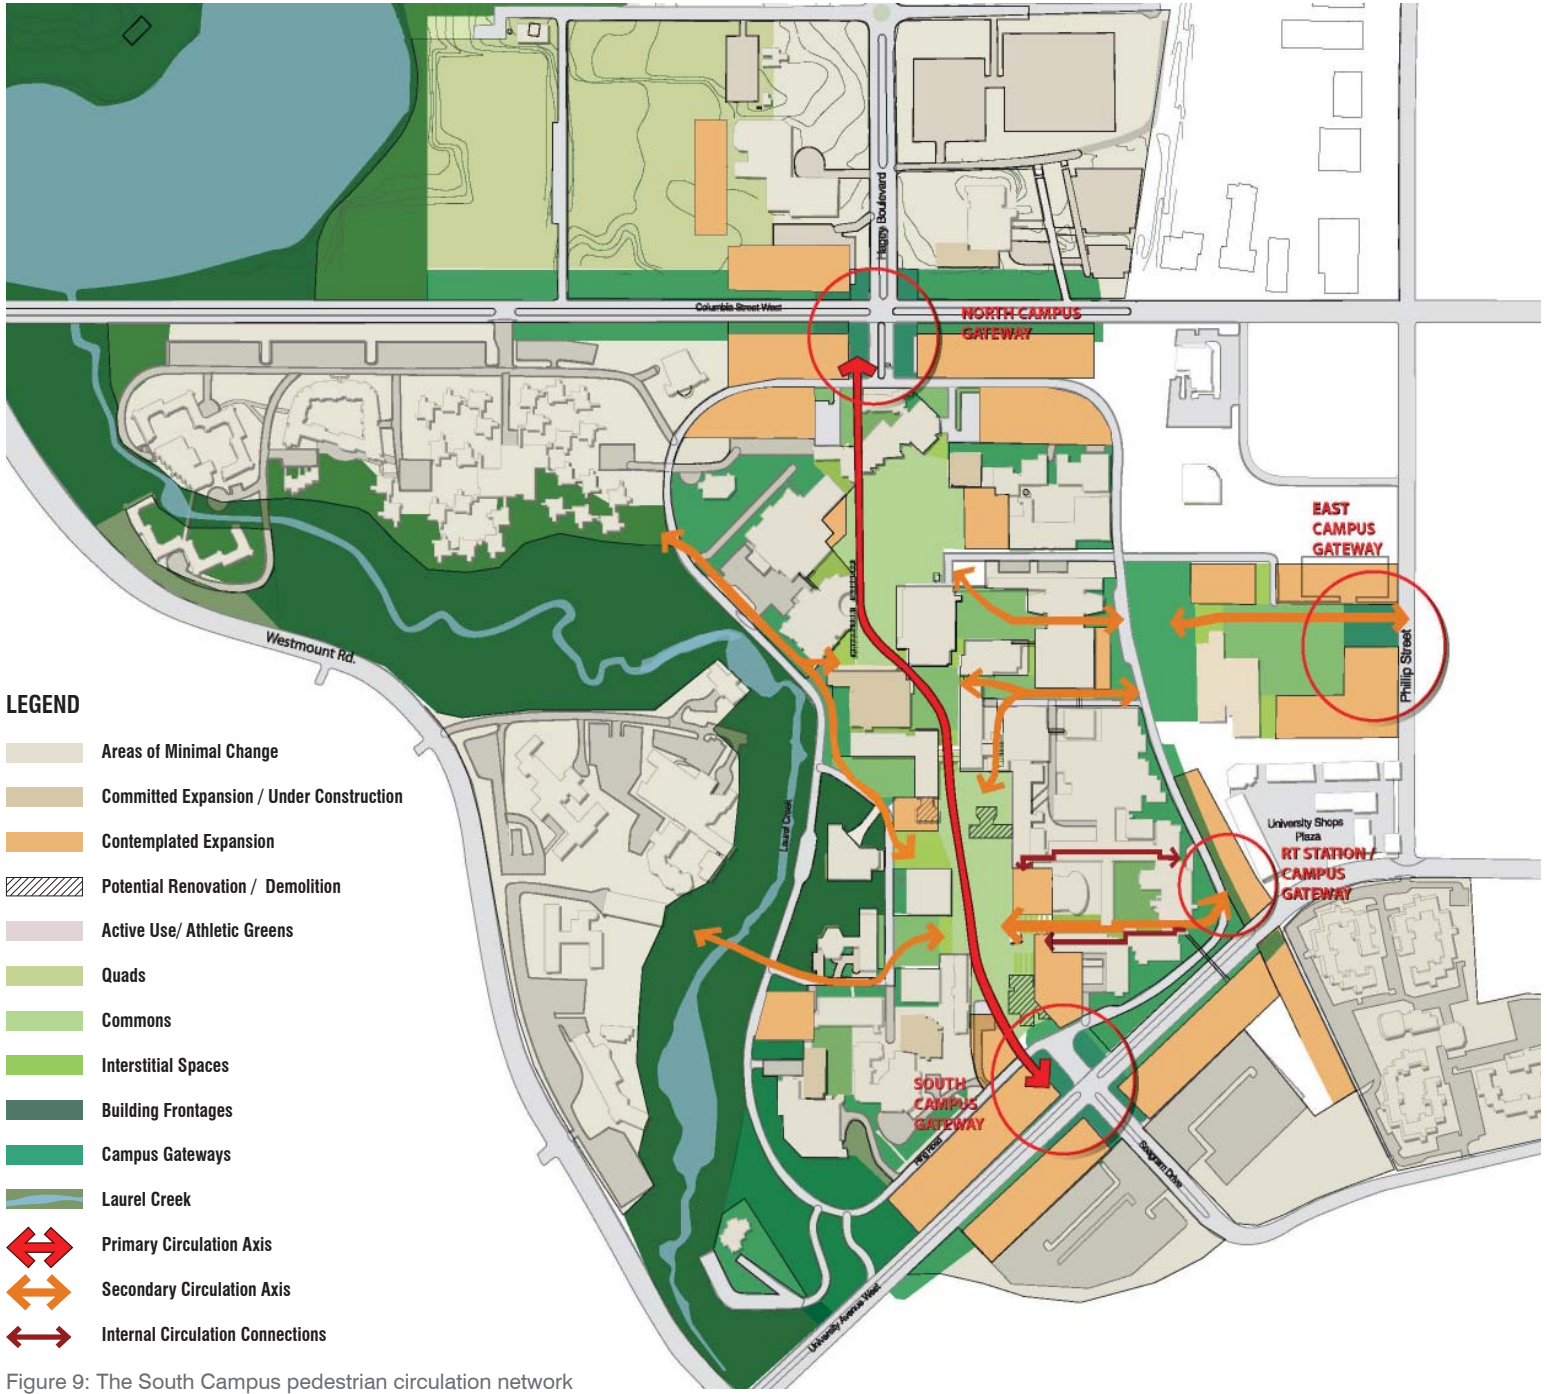 Hagey Boulevard
Columbia Street West
NORTH CAMPUS
GATEWAY
EAST
CAMPUS
GATEWAY
Westmount Rd.
Phillip Street
LEGEND
Areas of Minimal Change
Committed Expansion / Under Construction
Contemplated Expansion
Potential Renovation / Demolition
Active Use/ Athletic Greens
Quads
Commons
Interstitial Spaces
Building Frontages
Campus Gateways
Laurel Creek
Primary Circulation Axis
Secondary Circulation Axis
Internal Circulation Connections
Laurel Creek
University Shops
Plaza
RT STATION /
CAMPUS
GATEWAY
SOUTH
CAMPUS
GATEWAY
Ring Road
Seagram Drive
University Avenue West
Figure 9: The South Campus pedestrian circulation network